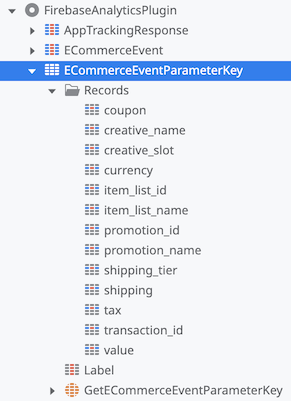 FirebaseAnalyticsPlugin
AppTrackingResponse
ECommerceEvent
ECommerceEventParameterKey
Records
coupon
creative_name
creative_slot
currency
item_list_id
item_list_name
promotion_id
promotion_name
shipping_tier
shipping
tax
transaction_id
value
Label
GetECommerceEventParameterKey